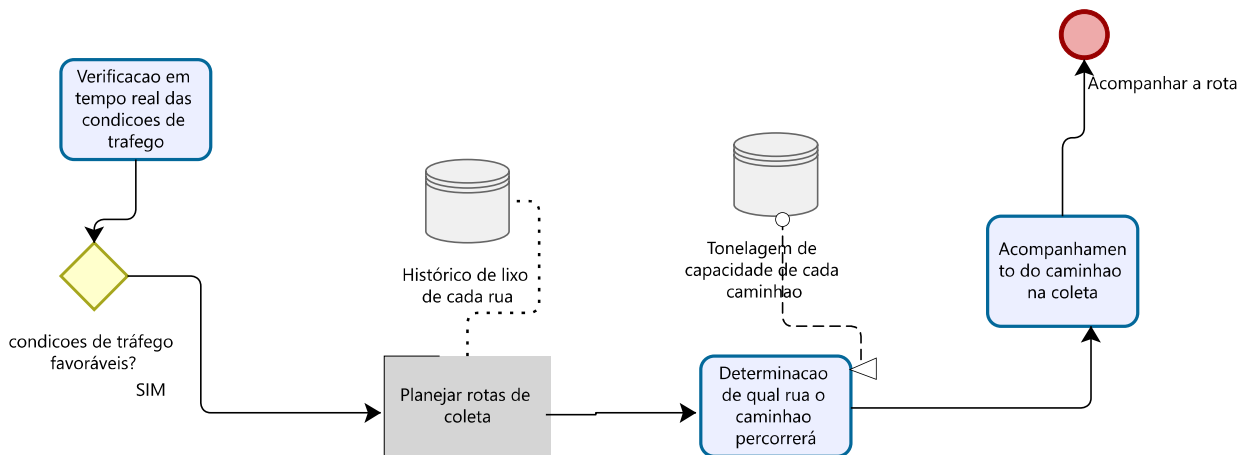 Verificacao em
tempo real das
condicoes de
trafego
condicoes de tráfego
favoráveis?
SIM
Histórico de lixo
de cada rua
Planejar rotas de
coleta
Tonelagem de
capacidade de cada
caminhao
Determinacao
de qual rua o
caminhao
percorrerá
Acompanhamen
to do caminhao
na coleta
Acompanhar a rota